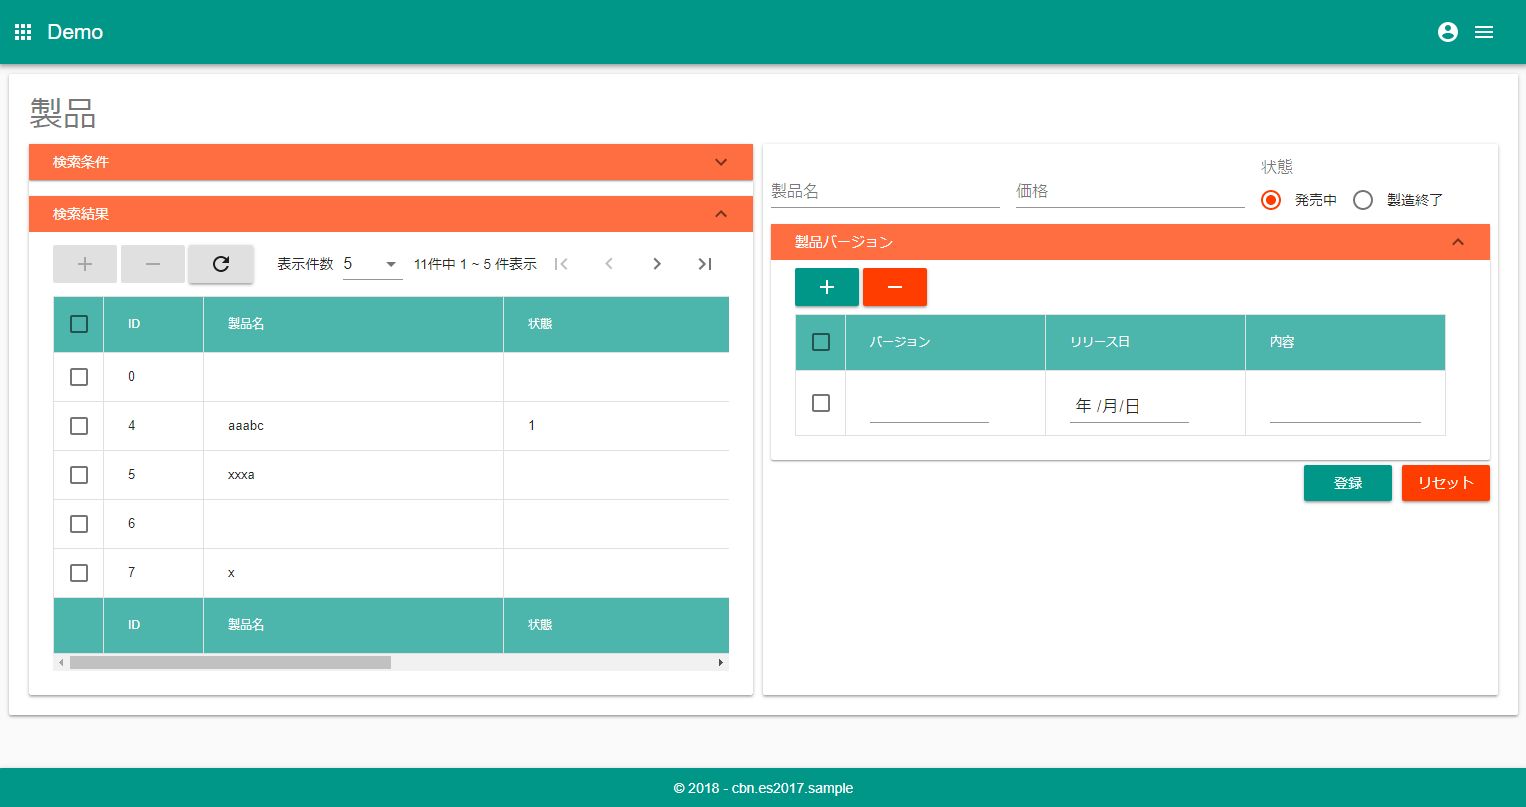 Demo
製品
検索条件
検索結果
表示件数 5 11件中 1 ~ 5 件表示
ID 製品名 状態
0
4 aaabc 1
5 xxxa
6
7 x
ID 製品名 状態
製品名 価格
状態
発売中 製造終了
製品バージョン
バージョン リリース日 内容
年 /月/日
登録 リセット
© 2018 - cbn.es2017.sample